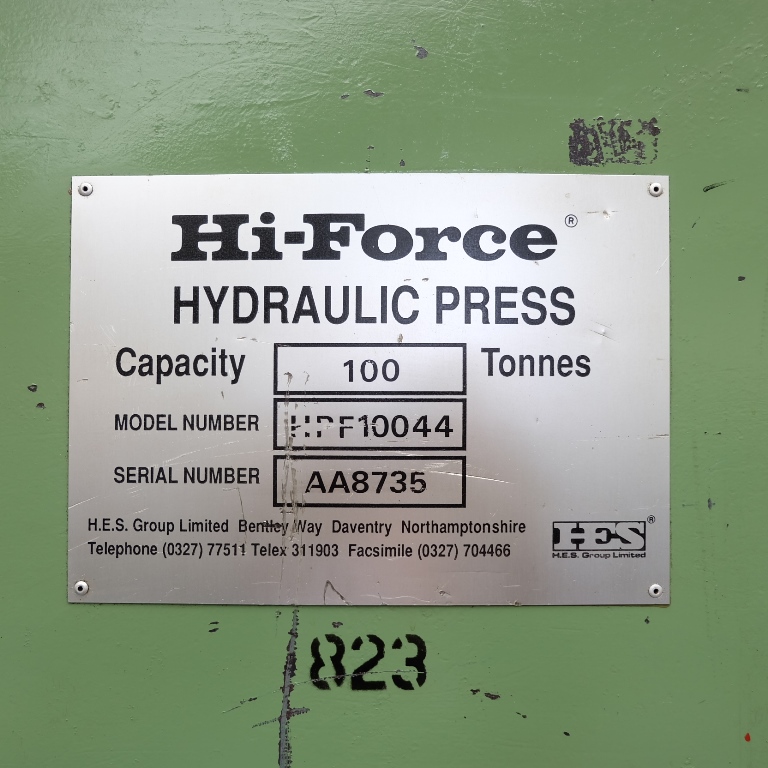 Hi-Force®
HYDRAULIC PRESS
Capacity 100 Tonnes
MODEL NUMBER HPF10044
SERIAL NUMBER AA8735
H.E.S. Group Limited Bentley Way Daventry Northamptonshire
Telephone (0327) 77511 Telex 311903 Facsimile (0327) 704466
HES®
H.E.S. Group Limited
823